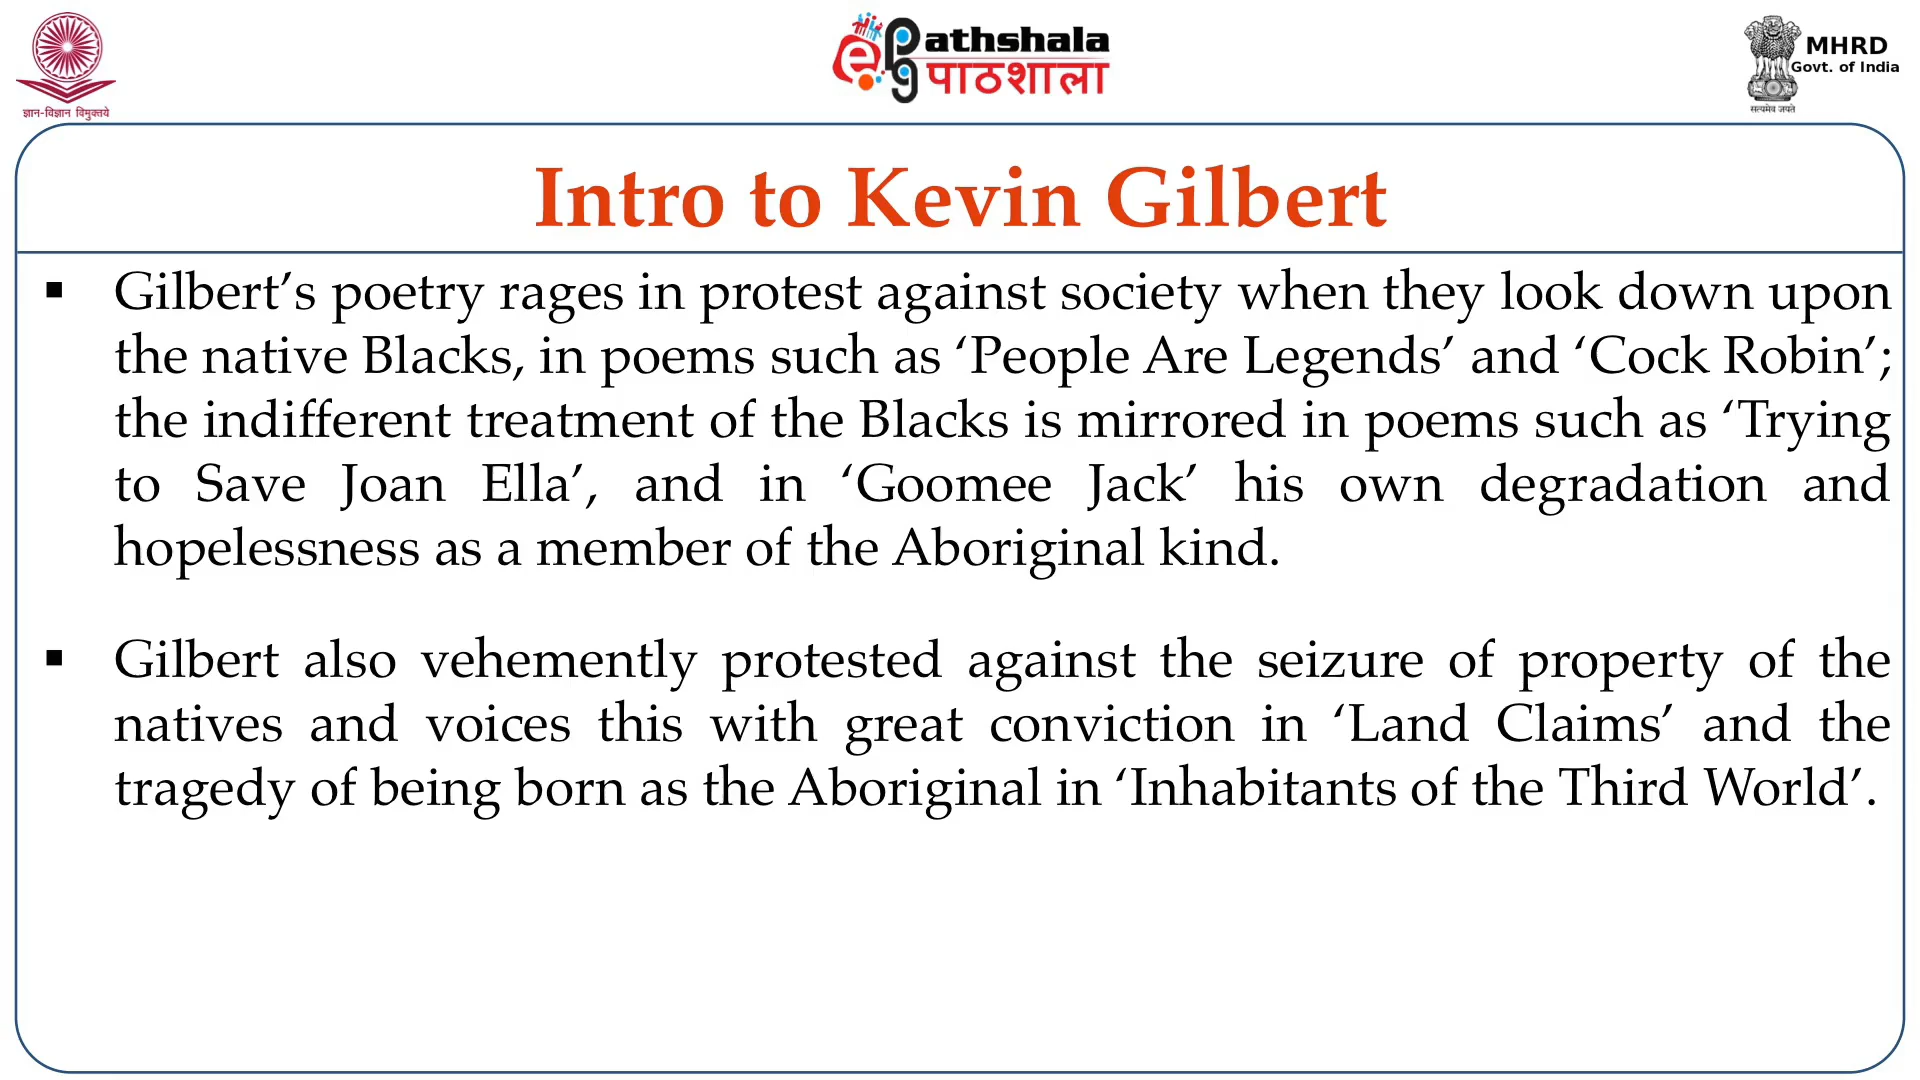 ज्ञान-विज्ञान विमुक्तये
ePathshala
पाठशाला
MHRD
Govt. of India
सत्यमेव जयते
Intro to Kevin Gilbert
▪ Gilbert’s poetry rages in protest against society when they look down upon
the native Blacks, in poems such as ‘People Are Legends’ and ‘Cock Robin’;
the indifferent treatment of the Blacks is mirrored in poems such as ‘Trying
to Save Joan Ella’, and in ‘Goomee Jack’ his own degradation and
hopelessness as a member of the Aboriginal kind.
▪ Gilbert also vehemently protested against the seizure of property of the
natives and voices this with great conviction in ‘Land Claims’ and the
tragedy of being born as the Aboriginal in ‘Inhabitants of the Third World’.